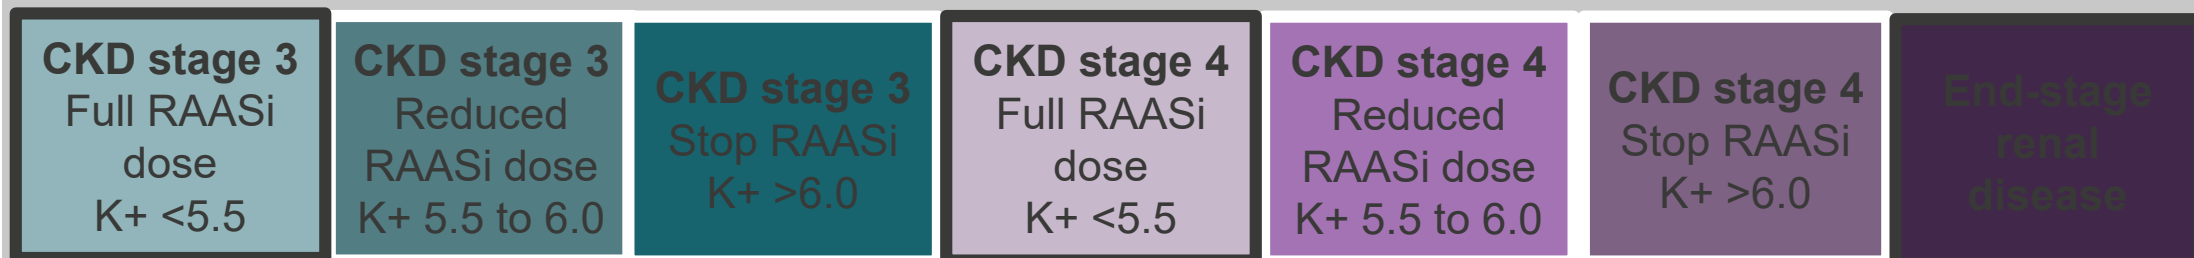 CKD stage 3
Full RAASi
dose
K+ <5.5
CKD stage 3
Reduced
RAASi dose
K+ 5.5 to 6.0
CKD stage 3
Stop RAASi
K+ >6.0
CKD stage 4
Full RAASi
dose
K+ <5.5
CKD stage 4
Reduced
RAASi dose
K+ 5.5 to 6.0
CKD stage 4
Stop RAASi
K+ >6.0
End-stage
renal
disease